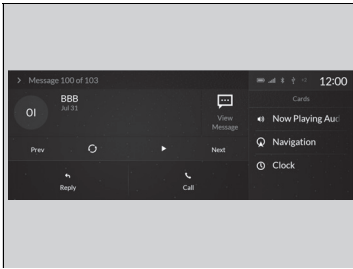 Message 100 of 103
12:00
OI
BBB
Jul 31
View
Message
Prev
Next
Reply
Call
Cards
Now Playing Aud
Navigation
Clock